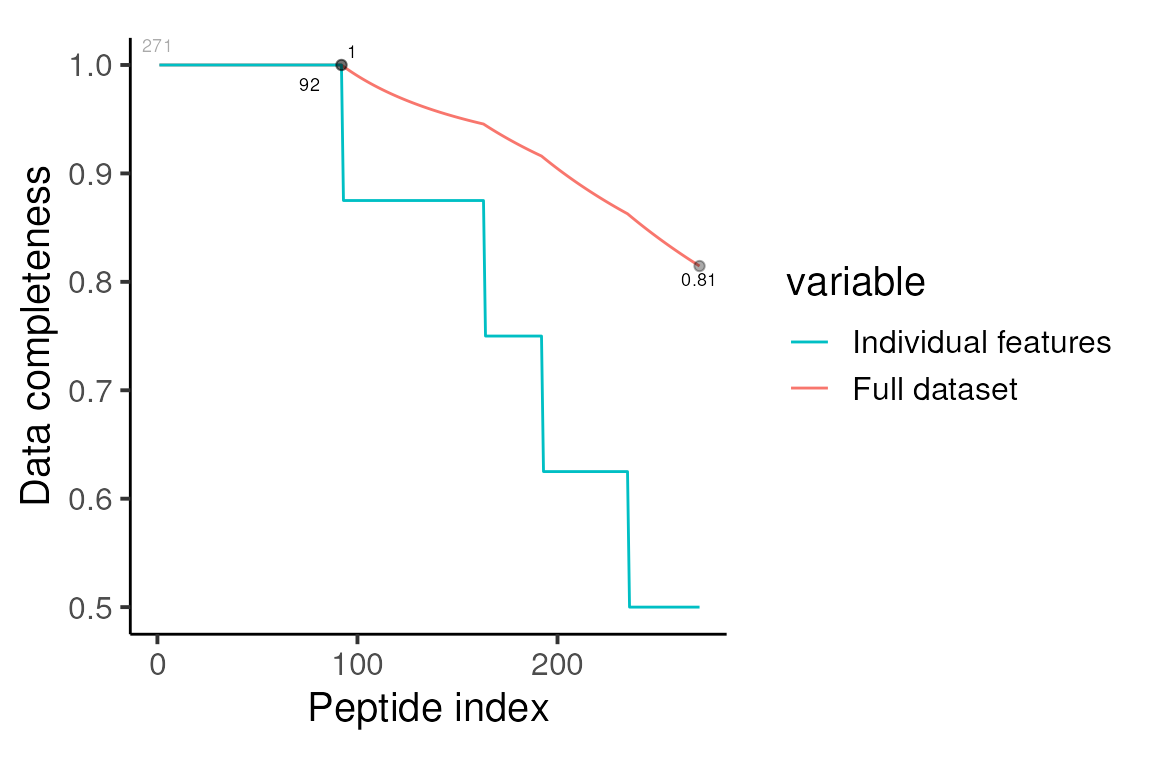 271
1
92
0.81
1.0
0.9
0.8
0.7
0.6
0.5
Data completeness
0 100 200
Peptide index
variable
Individual features
Full dataset